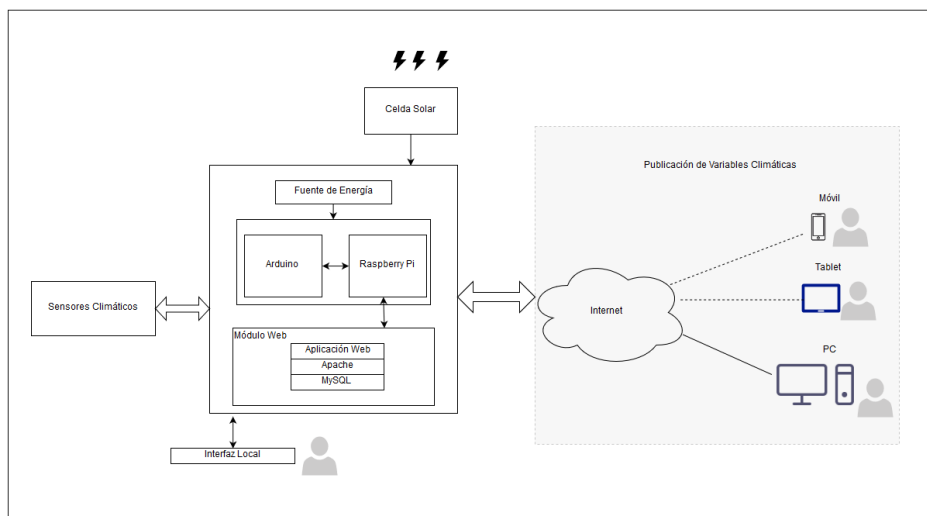 Celda Solar
Publicación de Variables Climáticas
Fuente de Energía
Móvil
Arduino
Raspberry Pi
Tablet
Sensores Climáticos
Internet
Módulo Web
Aplicación Web
Apache
MySQL
PC
Interfaz Local